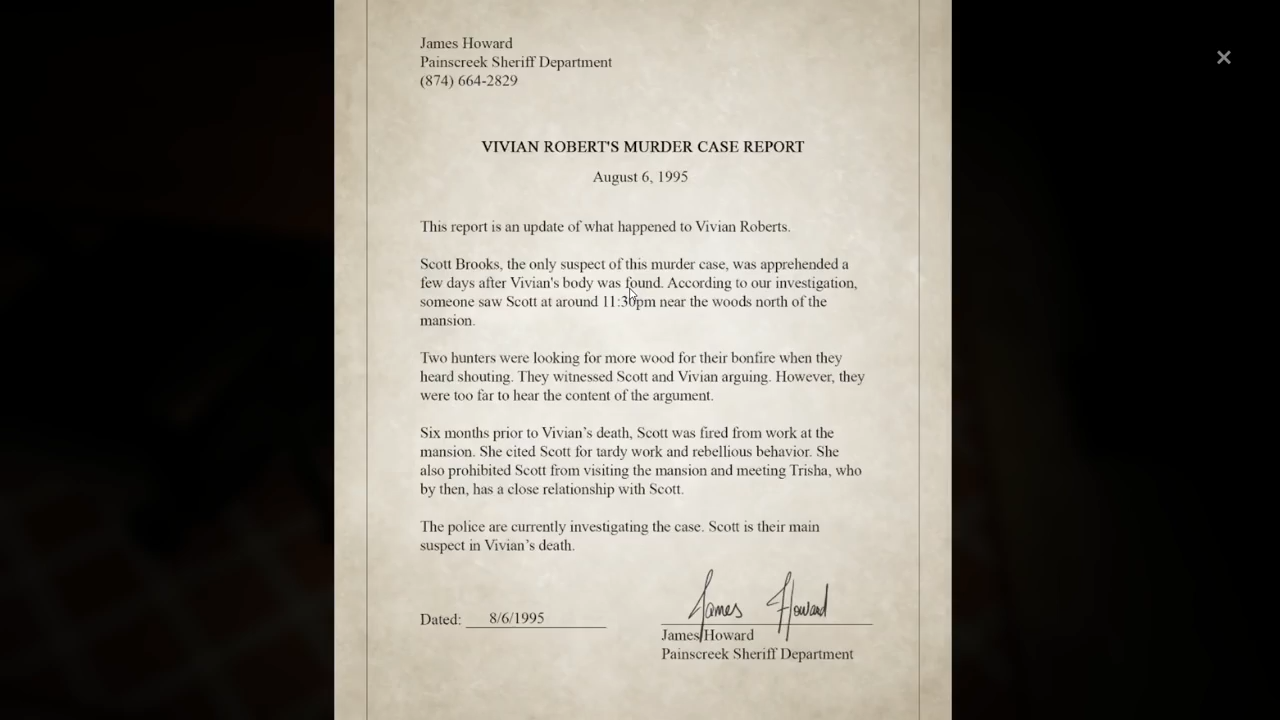 James Howard
Painscreek Sheriff Department
(874) 664-2829
VIVIAN ROBERT'S MURDER CASE REPORT
August 6, 1995
This report is an update of what happened to Vivian Roberts.
Scott Brooks, the only suspect of this murder case, was apprehended a
few days after Vivian's body was found. According to our investigation,
someone saw Scott at around 11:30pm near the woods north of the
mansion.
Two hunters were looking for more wood for their bonfire when they
heard shouting. They witnessed Scott and Vivian arguing. However, they
were too far to hear the content of the argument.
Six months prior to Vivian’s death, Scott was fired from work at the
mansion. She cited Scott for tardy work and rebellious behavior. She
also prohibited Scott from visiting the mansion and meeting Trisha, who
by then, has a close relationship with Scott.
The police are currently investigating the case. Scott is their main
suspect in Vivian’s death.
James Howard
Dated: 8/6/1995
James Howard
Painscreek Sheriff Department